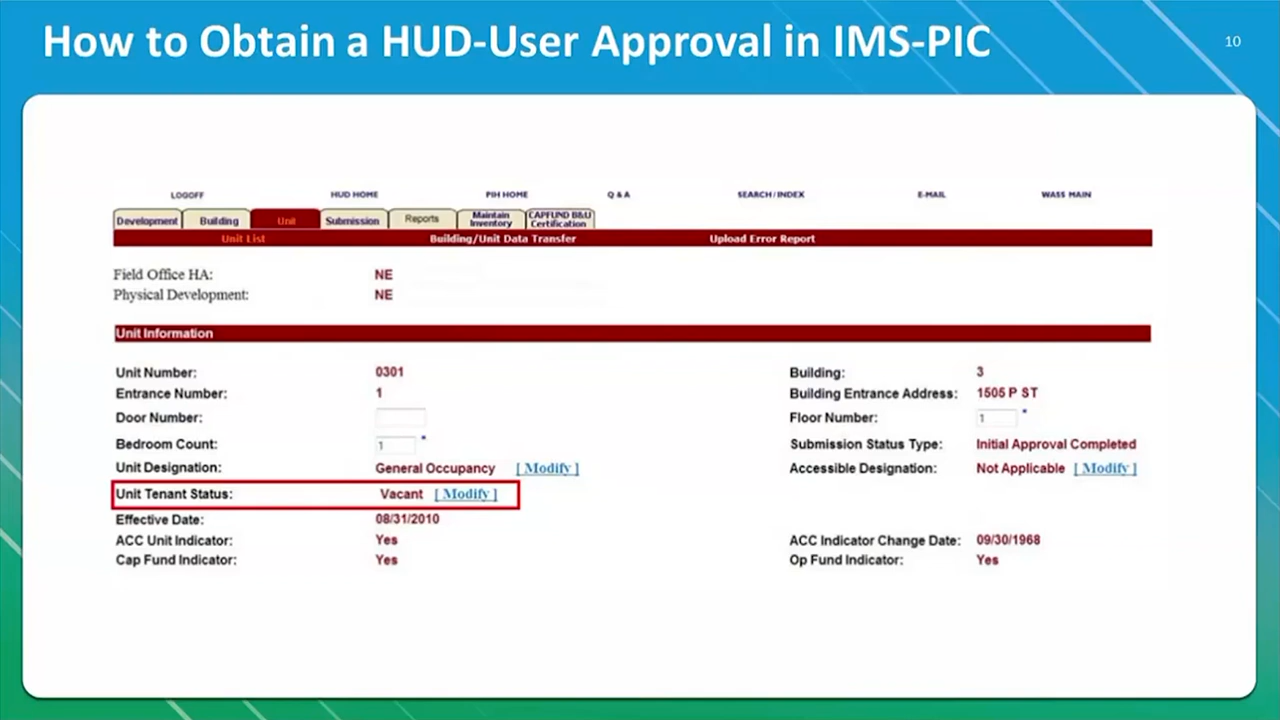 How to Obtain a HUD-User Approval in IMS-PIC
10
LOGOFF HUD HOME PIH HOME Q & A SEARCH / INDEX E-MAIL WASS MAIN
Development Building Unit Submission Reports Maintain Inventory CAPFUND B&U Certification
Unit List Building/Unit Data Transfer Upload Error Report
Field Office HA: NE
Physical Development: NE
Unit Information
Unit Number: 0301 Building: 3
Entrance Number: 1 Building Entrance Address: 1505 P ST
Door Number: Floor Number: 1 *
Bedroom Count: 1 * Submission Status Type: Initial Approval Completed
Unit Designation: General Occupancy [ Modify ] Accessible Designation: Not Applicable [ Modify ]
Unit Tenant Status: Vacant [ Modify ]
Effective Date: 08/31/2010
ACC Unit Indicator: Yes ACC Indicator Change Date: 09/30/1968
Cap Fund Indicator: Yes Op Fund Indicator: Yes